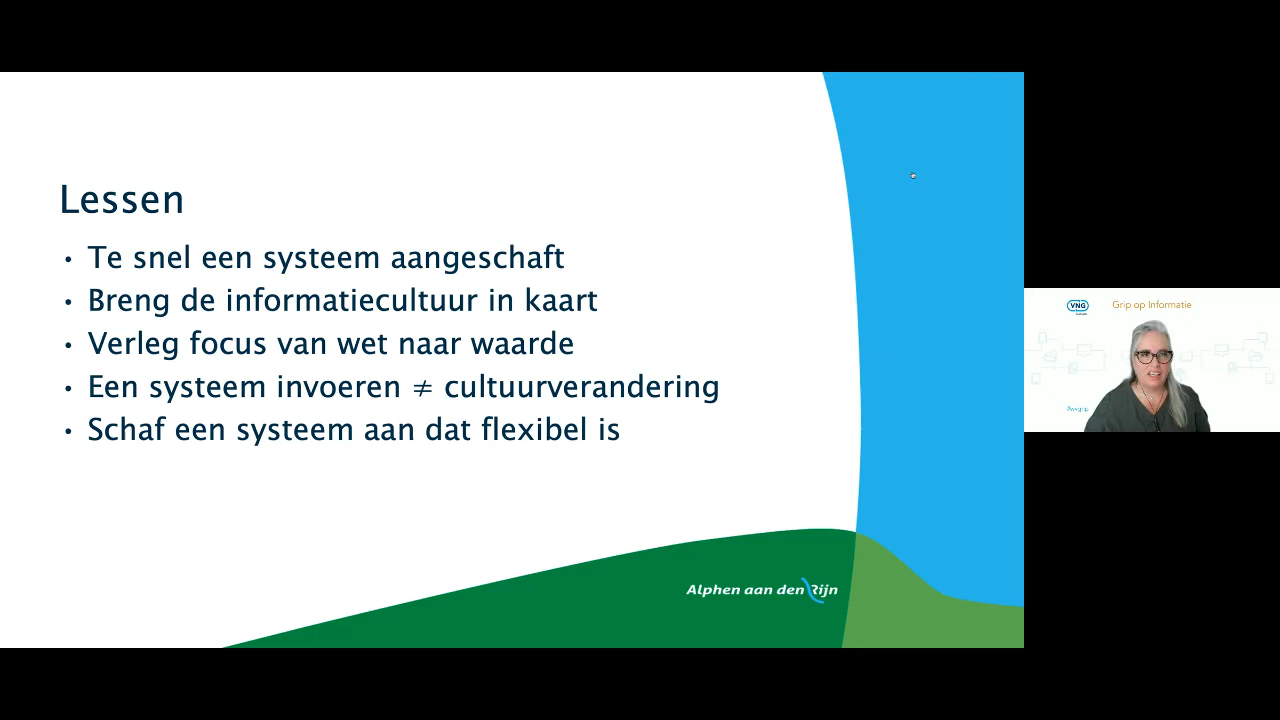 Lessen
• Te snel een systeem aangeschaft
• Breng de informatiecultuur in kaart
• Verleg focus van wet naar waarde
• Een systeem invoeren ≠ cultuurverandering
• Schaf een systeem aan dat flexibel is
Alphen aan den Rijn
VNG
Grip op Informatie